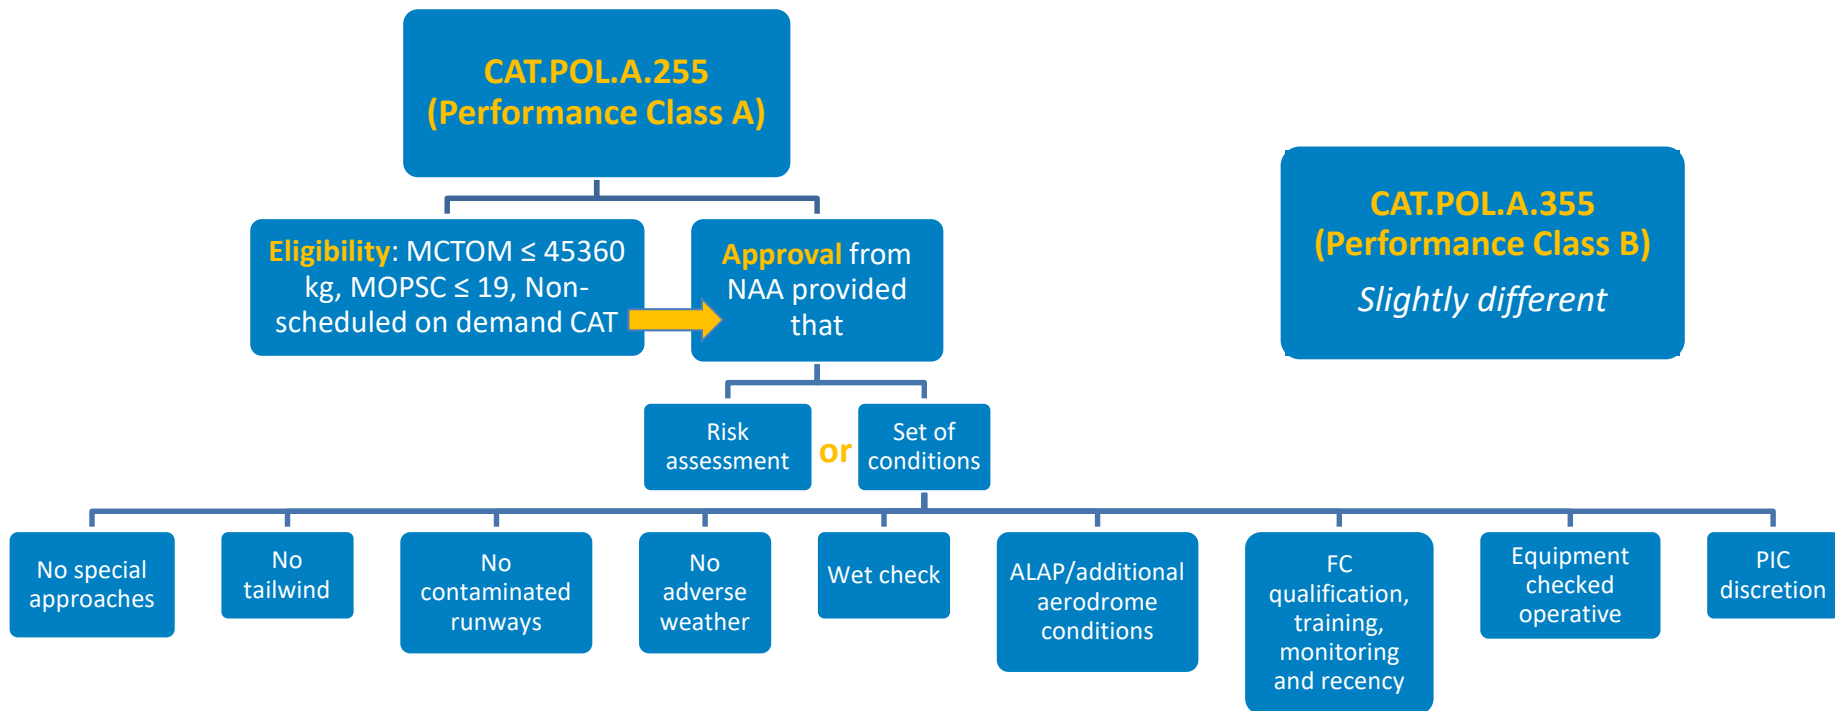 CAT.POL.A.255
(Performance Class A)
CAT.POL.A.355
(Performance Class B)
Slightly different
Eligibility: MCTOM ≤ 45360
kg, MOPSC ≤ 19, Non-
scheduled on demand CAT
Approval from
NAA provided
that
Risk
assessment
or
Set of
conditions
No special
approaches
No
tailwind
No
contaminated
runways
No
adverse
weather
Wet check
ALAP/additional
aerodrome
conditions
FC
qualification,
training,
monitoring
and recency
Equipment
checked
operative
PIC
discretion